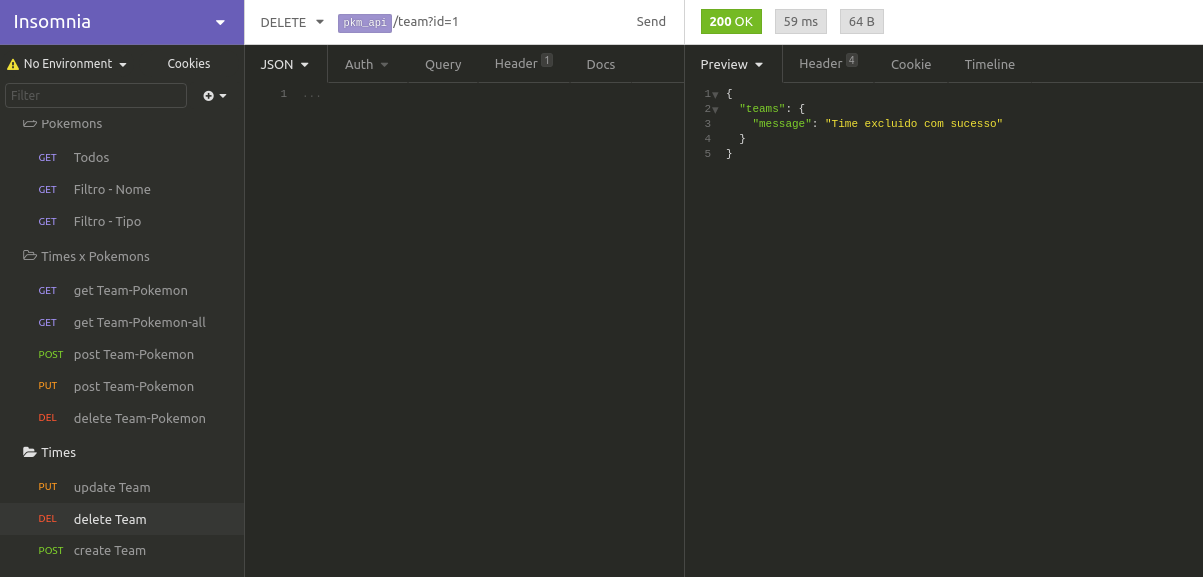 Insomnia
DELETE pkm_api/team?id=1 Send
200 OK 59 ms 64 B
No Environment Cookies
Filter
Pokemons
GET Todos
GET Filtro - Nome
GET Filtro - Tipo
Times x Pokemons
GET get Team-Pokemon
GET get Team-Pokemon-all
POST post Team-Pokemon
PUT post Team-Pokemon
DEL delete Team-Pokemon
Times
PUT update Team
DEL delete Team
POST create Team
JSON Auth Query Header 1 Docs
1 ...
Preview Header 4 Cookie Timeline
1 {
2 "teams": {
3 "message": "Time excluido com sucesso"
4 }
5 }